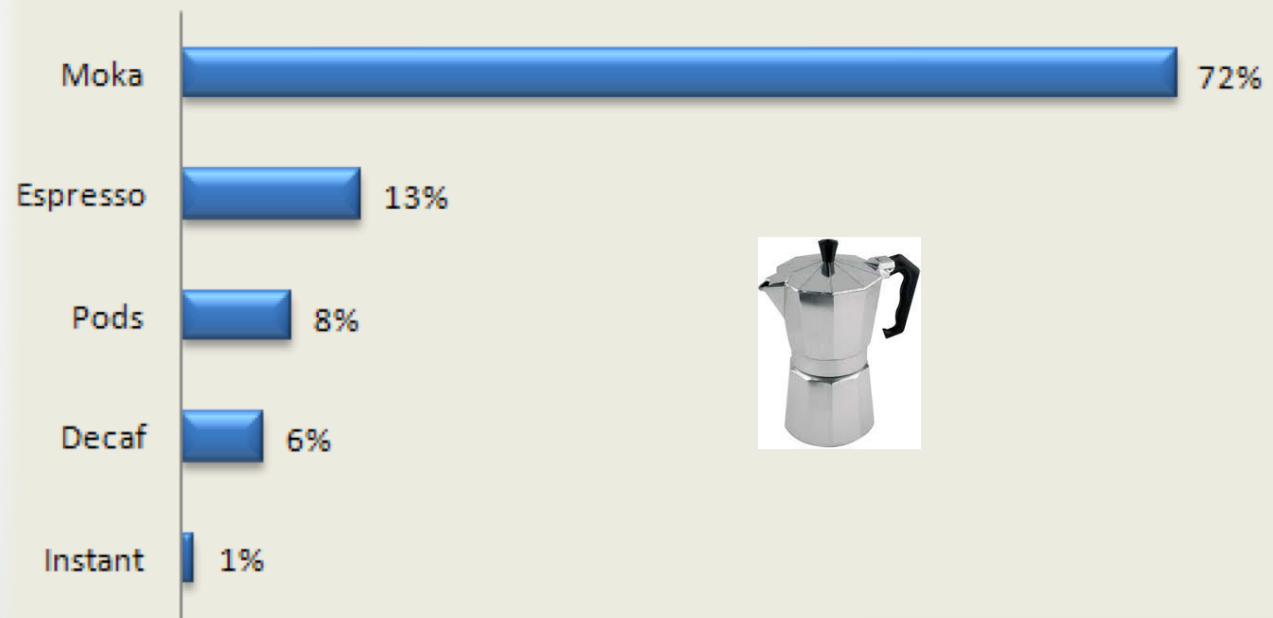 Moka 72%
Espresso 13%
Pods 8%
Decaf 6%
Instant 1%